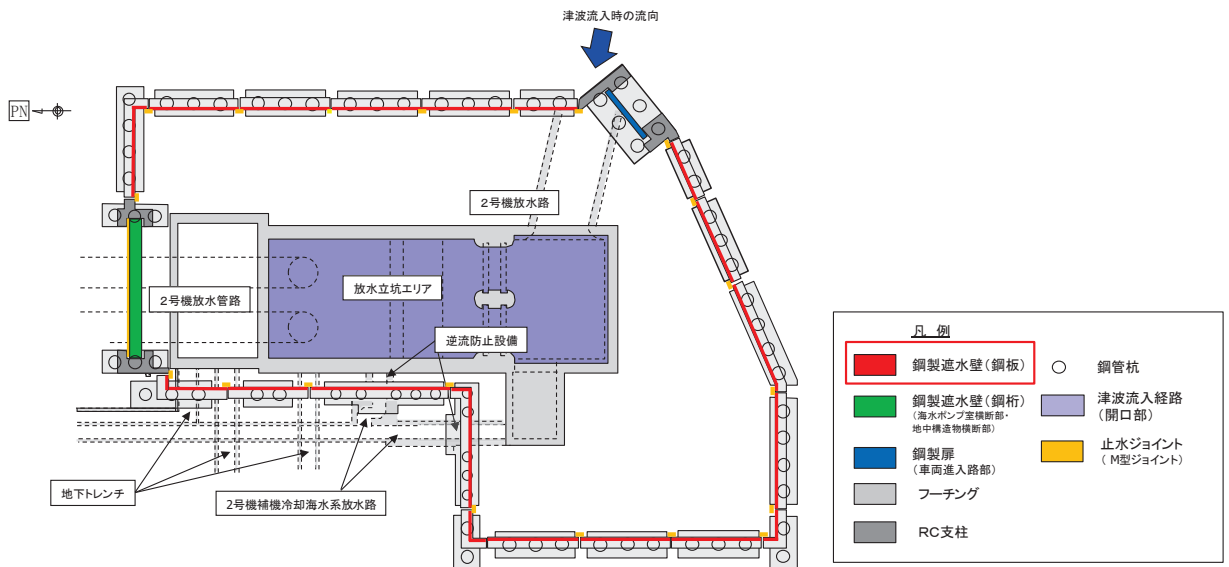 津波流入時の流向
PN
2号機放水路
2号機放水管路
放水立坑エリア
逆流防止設備
地下トレンチ
2号機補機冷却海水系放水路
凡 例
鋼製遮水壁(鋼板)
鋼製遮水壁(鋼桁)
(海水ポンプ室横断部・
地中構造物横断部)
鋼製扉
(車両進入路部)
フーチング
RC支柱
鋼管杭
津波流入経路
(開口部)
止水ジョイント
(M型ジョイント)